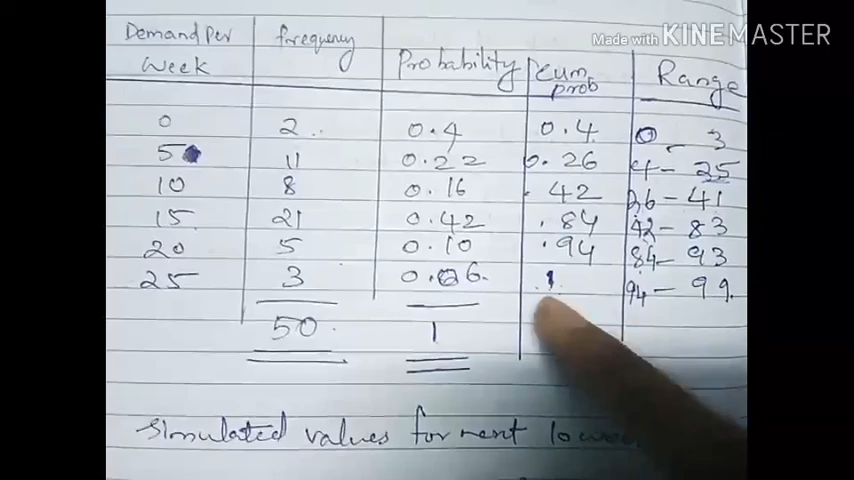 Made with KINEMASTER
Demand Per Week frequency Probability Cum prob Range
0 2 0.4 0.4 0 - 3
5 11 0.22 0.26 4 - 25
10 8 0.16 .42 26 - 41
15 21 0.42 .84 42 - 83
20 5 0.10 .94 84 - 93
25 3 0.06 1 94 - 99
50 1
Simulated values for next